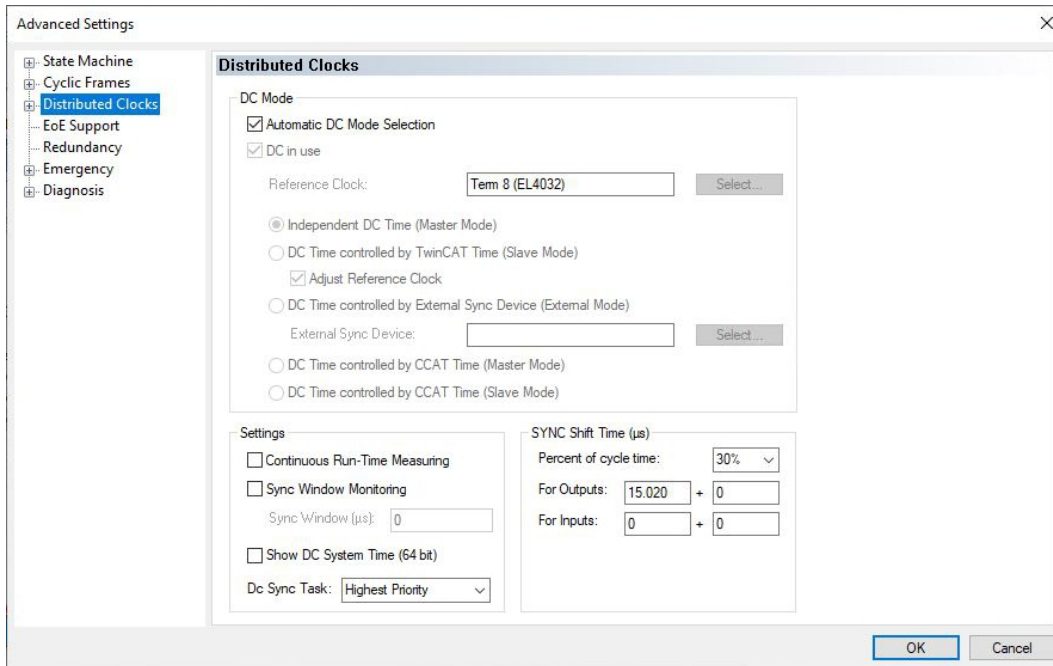 Advanced Settings
State Machine
Cyclic Frames
Distributed Clocks
EoE Support
Redundancy
Emergency
Diagnosis
Distributed Clocks
DC Mode
Automatic DC Mode Selection
DC in use
Reference Clock: Term 8 (EL4032) Select...
Independent DC Time (Master Mode)
DC Time controlled by TwinCAT Time (Slave Mode)
Adjust Reference Clock
DC Time controlled by External Sync Device (External Mode)
External Sync Device: Select...
DC Time controlled by CCAT Time (Master Mode)
DC Time controlled by CCAT Time (Slave Mode)
Settings
Continuous Run-Time Measuring
Sync Window Monitoring
Sync Window (µs): 0
Show DC System Time (64 bit)
Dc Sync Task: Highest Priority
SYNC Shift Time (µs)
Percent of cycle time: 30%
For Outputs: 15.020 + 0
For Inputs: 0 + 0
OK Cancel